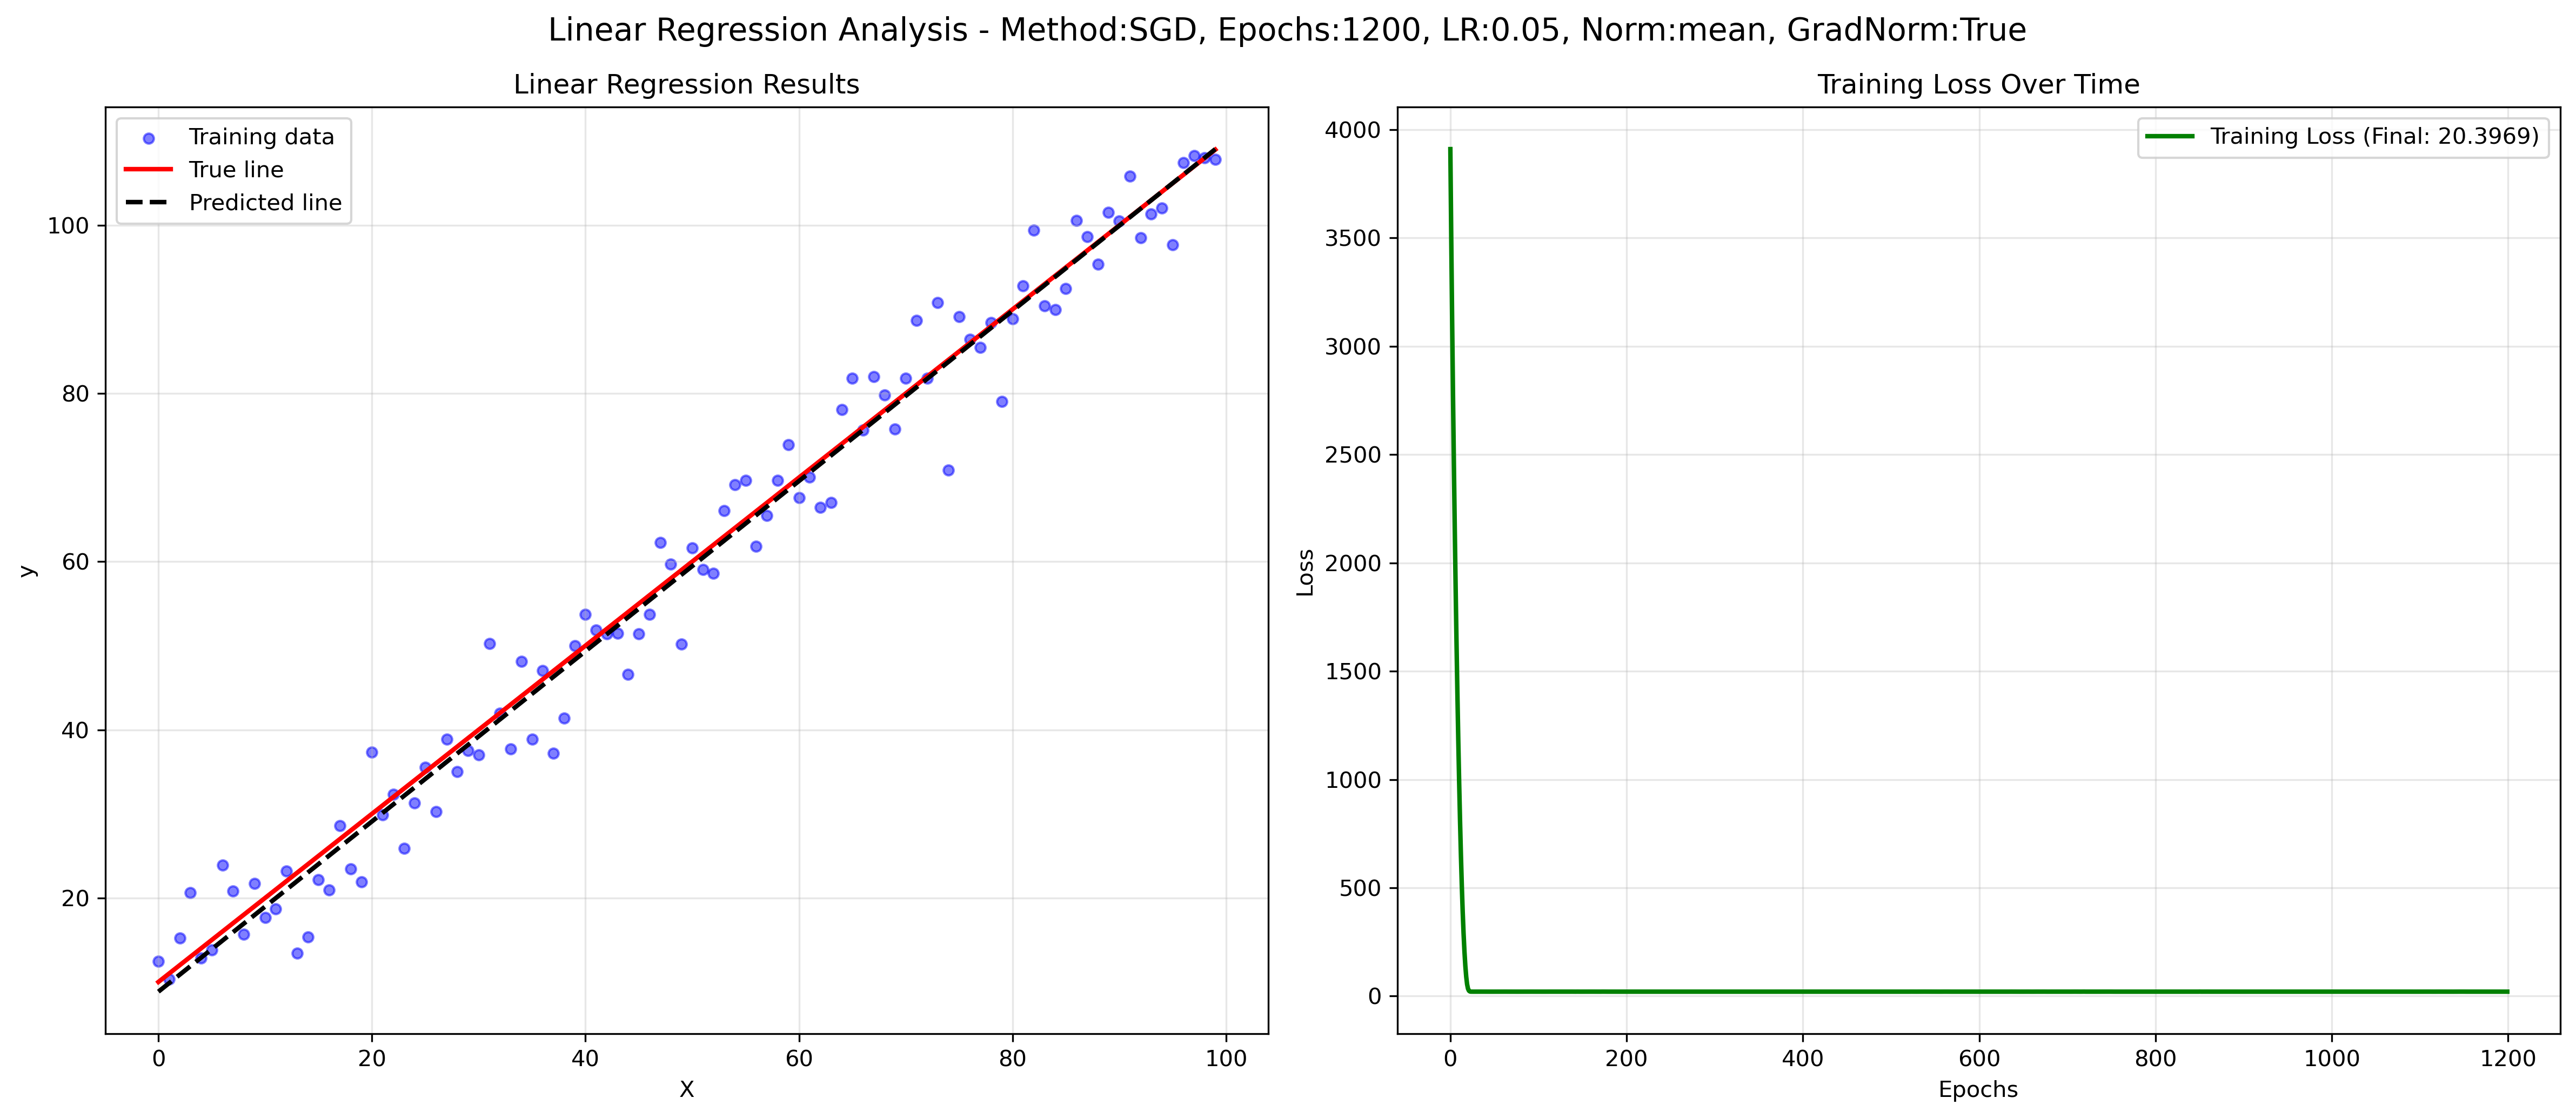 Linear Regression Analysis - Method:SGD, Epochs:1200, LR:0.05, Norm:mean, GradNorm:True
Linear Regression Results
Training data
True line
Predicted line
100
80
60
40
20
y
0 20 40 60 80 100
X
Training Loss Over Time
Training Loss (Final: 20.3969)
4000
3500
3000
2500
2000
1500
1000
500
0
Loss
0 200 400 600 800 1000 1200
Epochs